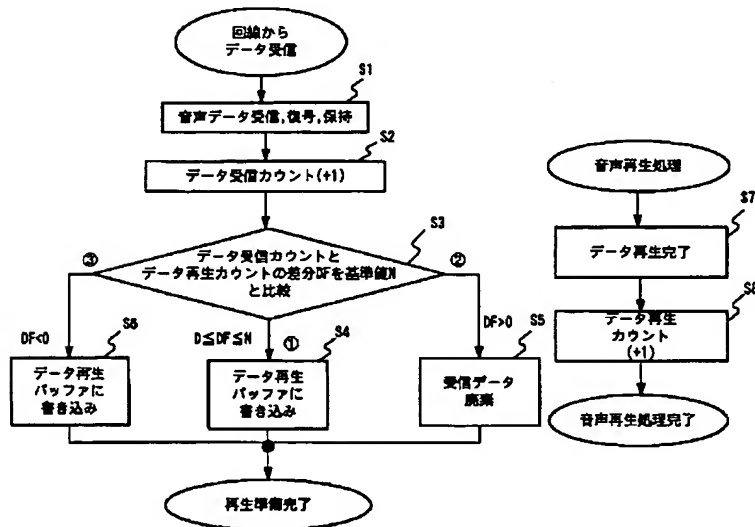 回線から
データ受信
S1
音声データ受信,復号,保持
S2
データ受信カウント(+1)
S3
データ受信カウントと
データ再生カウントの差分DFを基準値N
と比較
③
②
DF<0
S6
データ再生
バッファに
書き込み
D≦DF≦N
①
S4
データ再生
バッファに
書き込み
DF>0
S5
受信データ
廃棄
再生準備完了
音声再生処理
S7
データ再生完了
S8
データ再生
カウント
(+1)
音声再生処理完了